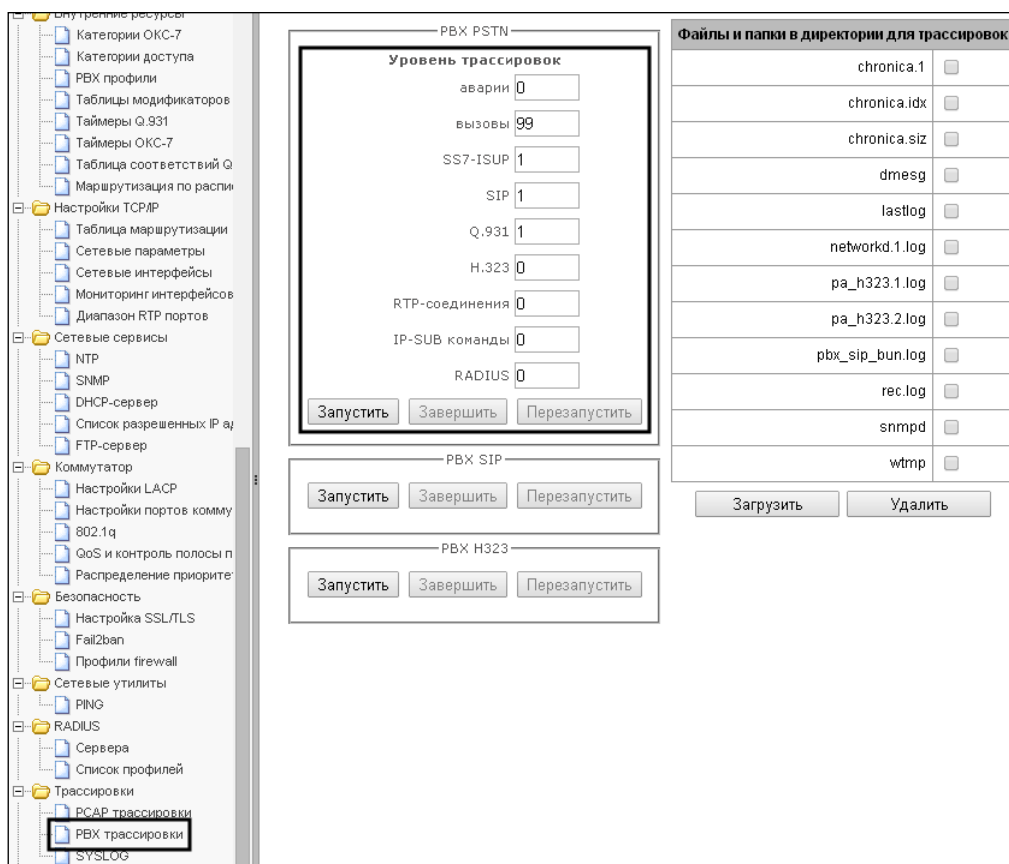 Внутренние ресурсы
Категории ОКС-7
Категории доступа
PBX профили
Таблицы модификаторов
Таймеры Q.931
Таймеры ОКС-7
Таблица соответствий Q
Маршрутизация по распи
Настройки TCP/IP
Таблица маршрутизации
Сетевые параметры
Сетевые интерфейсы
Мониторинг интерфейсов
Диапазон RTP портов
Сетевые сервисы
NTP
SNMP
DHCP-сервер
Список разрешенных IP ад
FTP-сервер
Коммутатор
Настройки LACP
Настройки портов комму
802.1q
QoS и контроль полосы п
Распределение приорите
Безопасность
Настройка SSL/TLS
Fail2ban
Профили firewall
Сетевые утилиты
PING
RADIUS
Сервера
Список профилей
Трассировки
PCAP трассировки
PBX трассировки
SYSLOG
PBX PSTN
Уровень трассировок
аварии 0
вызовы 99
SS7-ISUP 1
SIP 1
Q.931 1
H.323 0
RTP-соединения 0
IP-SUB команды 0
RADIUS 0
Запустить Завершить Перезапустить
PBX SIP
Запустить Завершить Перезапустить
PBX H323
Запустить Завершить Перезапустить
Файлы и папки в директории для трассировок
chronica.1
chronica.idx
chronica.siz
dmesg
lastlog
networkd.1.log
pa_h323.1.log
pa_h323.2.log
pbx_sip_bun.log
rec.log
snmpd
wtmp
Загрузить Удалить